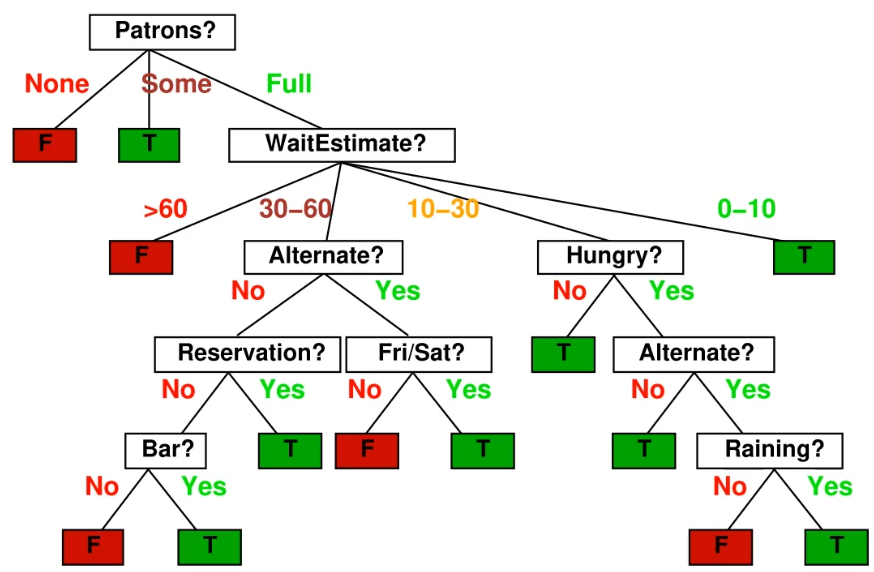 Patrons?
None Some Full
F T WaitEstimate?
>60 30−60 10−30 0−10
F Alternate? Hungry? T
No Yes No Yes
Reservation? Fri/Sat? T Alternate?
No Yes No Yes No Yes
Bar? T F T T Raining?
No Yes No Yes
F T F T